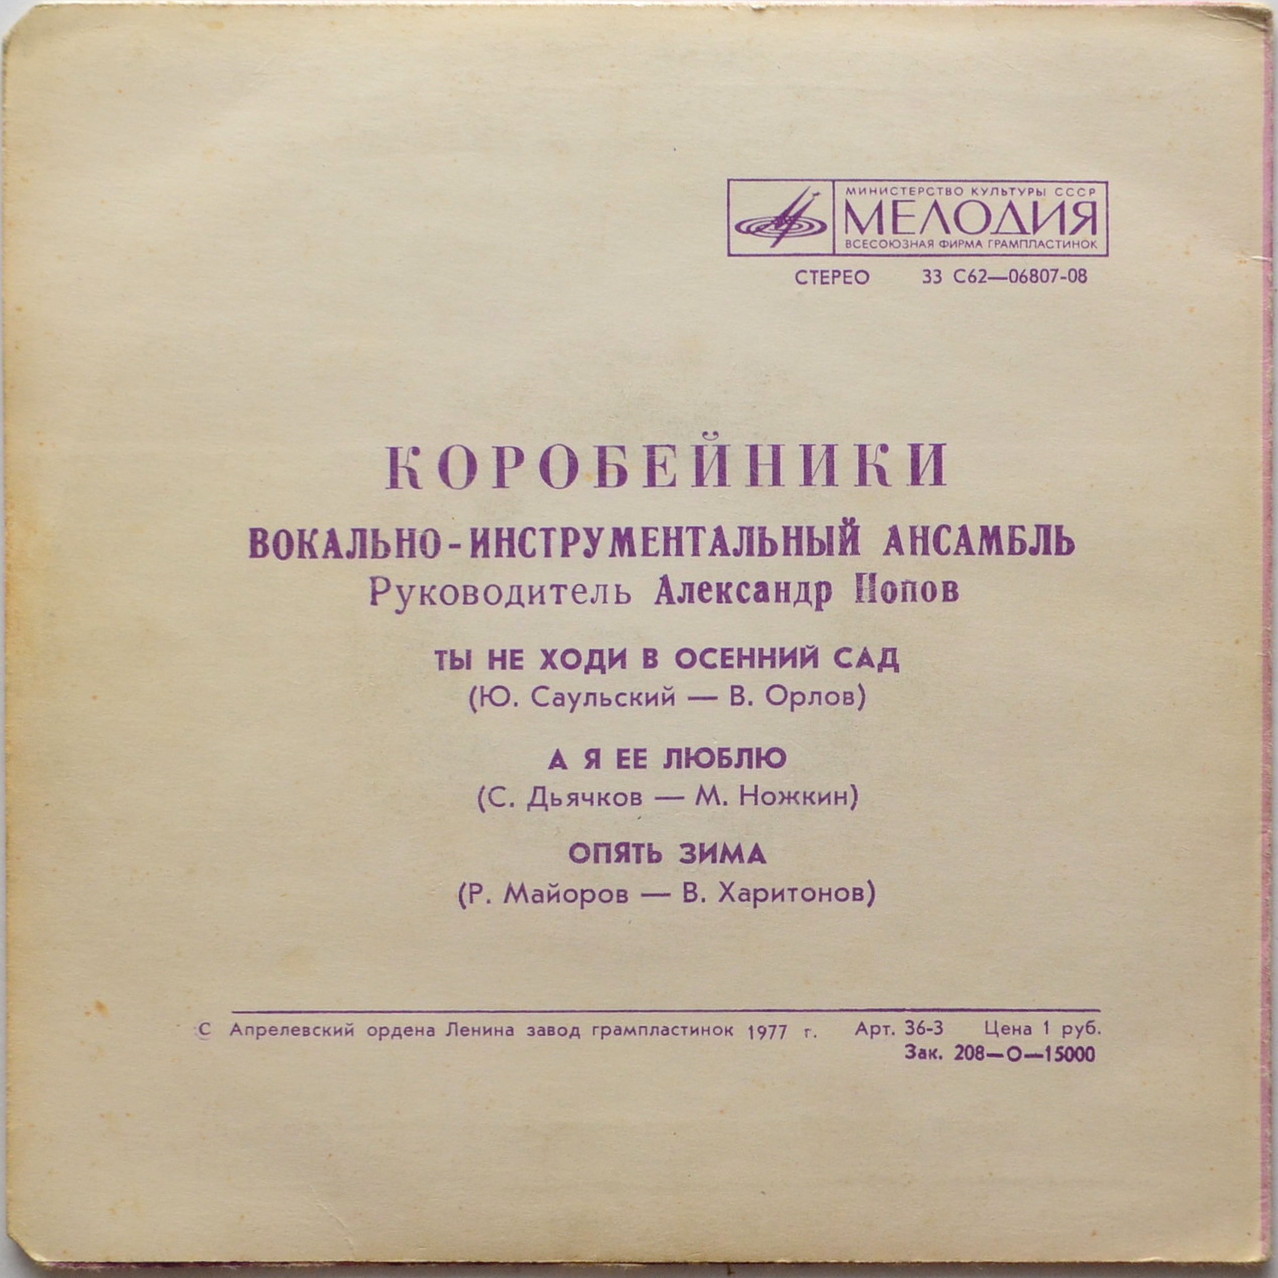 МИНИСТЕРСТВО КУЛЬТУРЫ СССР
МЕЛОДИЯ
ВСЕСОЮЗНАЯ ФИРМА ГРАМПЛАСТИНОК
СТЕРЕО 33 С62—06807-08
КОРОБЕЙНИКИ
ВОКАЛЬНО-ИНСТРУМЕНТАЛЬНЫЙ АНСАМБЛЬ
Руководитель Александр Попов
ТЫ НЕ ХОДИ В ОСЕННИЙ САД
(Ю. Саульский — В. Орлов)
А Я ЕЕ ЛЮБЛЮ
(С. Дьячков — М. Ножкин)
ОПЯТЬ ЗИМА
(Р. Майоров — В. Харитонов)
С Апрелевский ордена Ленина завод грампластинок 1977 г. Арт. 36-3 Цена 1 руб.
Зак. 208—О—15000